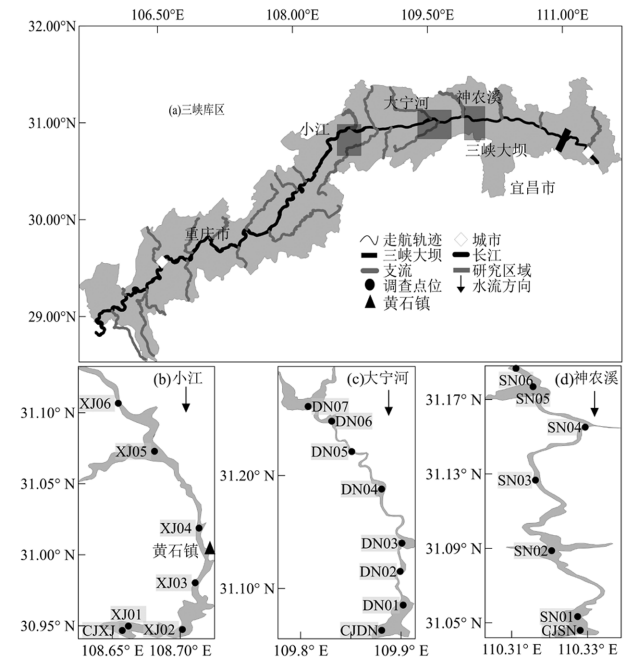 106.50°E 108.00°E 109.50°E 111.00°E
32.00°N
31.00°N
30.00°N
29.00°N
(a)三峡库区
小江
大宁河
神农溪
三峡大坝
宜昌市
重庆市
走航轨迹 城市
三峡大坝 长江
支流 研究区域
调查点位 水流方向
黄石镇
(b)小江
31.10°N
31.05°N
31.00°N
30.95°N
XJ06
XJ05
XJ04
黄石镇
XJ03
XJ01
CJXJ XJ02
108.65°E 108.70°E
(c)大宁河
31.20° N
31.10° N
DN07
DN06
DN05
DN04
DN03
DN02
DN01
CJDN
109.8°E 109.9°E
(d)神农溪
31.17° N
31.13° N
31.09° N
31.05° N
SN06
SN05
SN04
SN03
SN02
SN01
CJSN
110.31°E 110.33°E